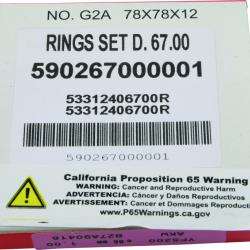 NO. G2A 78X78X12
RINGS SET D. 67.00
590267000001
53312406700R
53312406700R
590267000001
California Proposition 65 Warning
WARNING: Cancer and Reproductive Harm
ADVERTENCIA: Cáncer y Daños Reproductivos
AVERTISSEMENT: Cancer et Dommages Reproductifs
www.P65Warnings.ca.gov